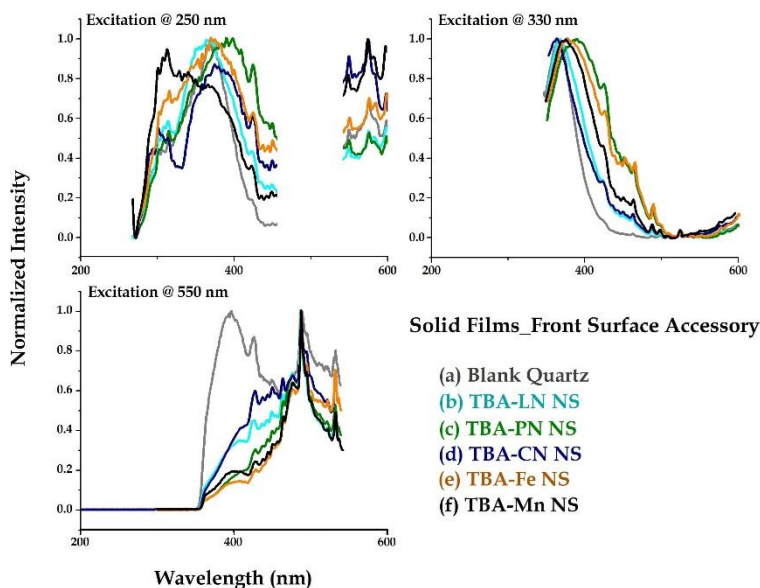 Excitation @ 250 nm
Excitation @ 330 nm
1.0
0.8
0.6
0.4
0.2
0.0
200
400
600
1.0
0.8
0.6
0.4
0.2
0.0
200
400
600
Normalized Intensity
Excitation @ 550 nm
1.0
0.8
0.6
0.4
0.2
0.0
200
400
600
Wavelength (nm)
Solid Films_Front Surface Accessory
(a) Blank Quartz
(b) TBA-LN NS
(c) TBA-PN NS
(d) TBA-CN NS
(e) TBA-Fe NS
(f) TBA-Mn NS